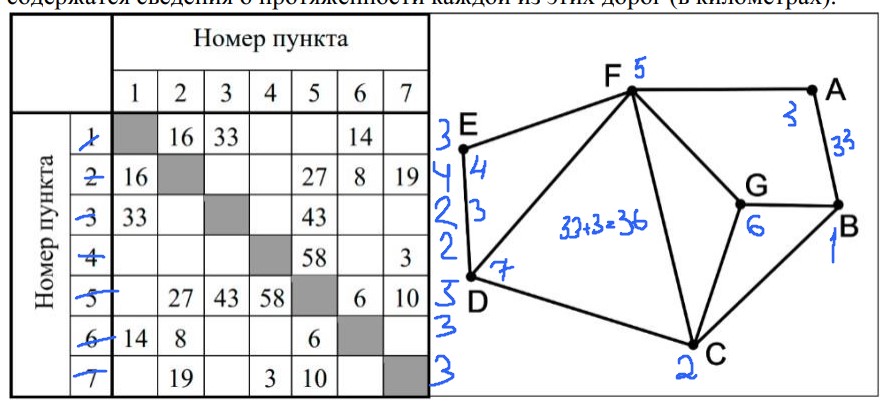 содержатся сведения о протяженности каждой из этих дорог (в километрах).
Номер пункта
1 2 3 4 5 6 7
Номер пункта
1 16 33 14 3
2 16 27 8 19 4
3 33 43 2
4 58 3 2
5 27 43 58 6 10 5
6 14 8 6 3
7 19 3 10 3
F 5
A
3
33
E
4
3
G
6
B
1
33+3=36
7
D
C
2